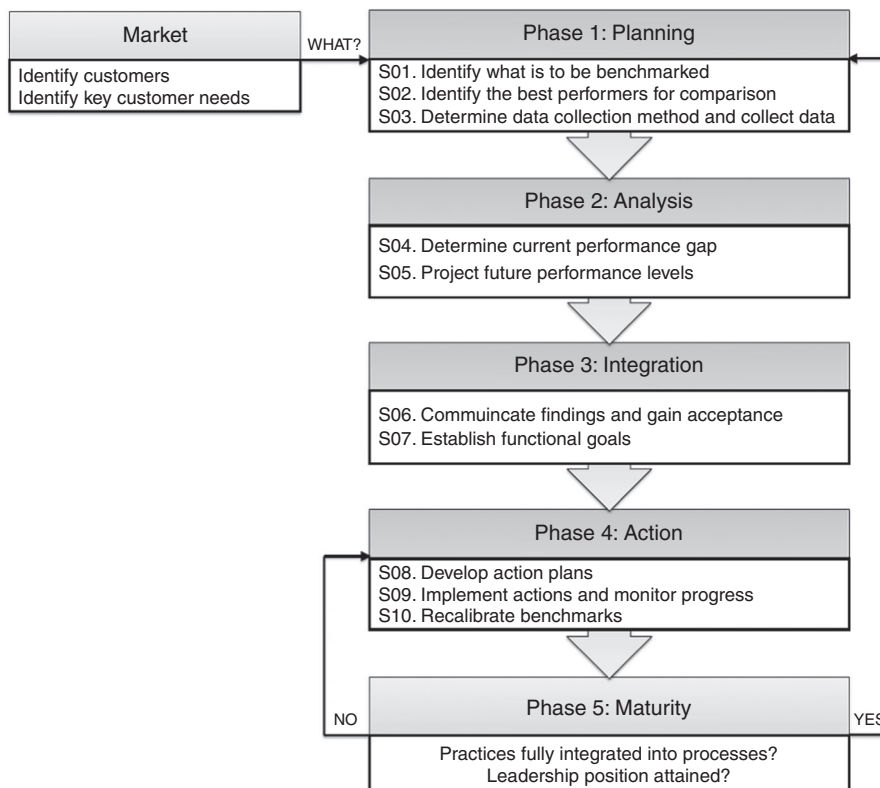 Market
Identify customers
Identify key customer needs
WHAT?
Phase 1: Planning
S01. Identify what is to be benchmarked
S02. Identify the best performers for comparison
S03. Determine data collection method and collect data
Phase 2: Analysis
S04. Determine current performance gap
S05. Project future performance levels
Phase 3: Integration
S06. Commuincate findings and gain acceptance
S07. Establish functional goals
Phase 4: Action
S08. Develop action plans
S09. Implement actions and monitor progress
S10. Recalibrate benchmarks
Phase 5: Maturity
NO
YES
Practices fully integrated into processes?
Leadership position attained?